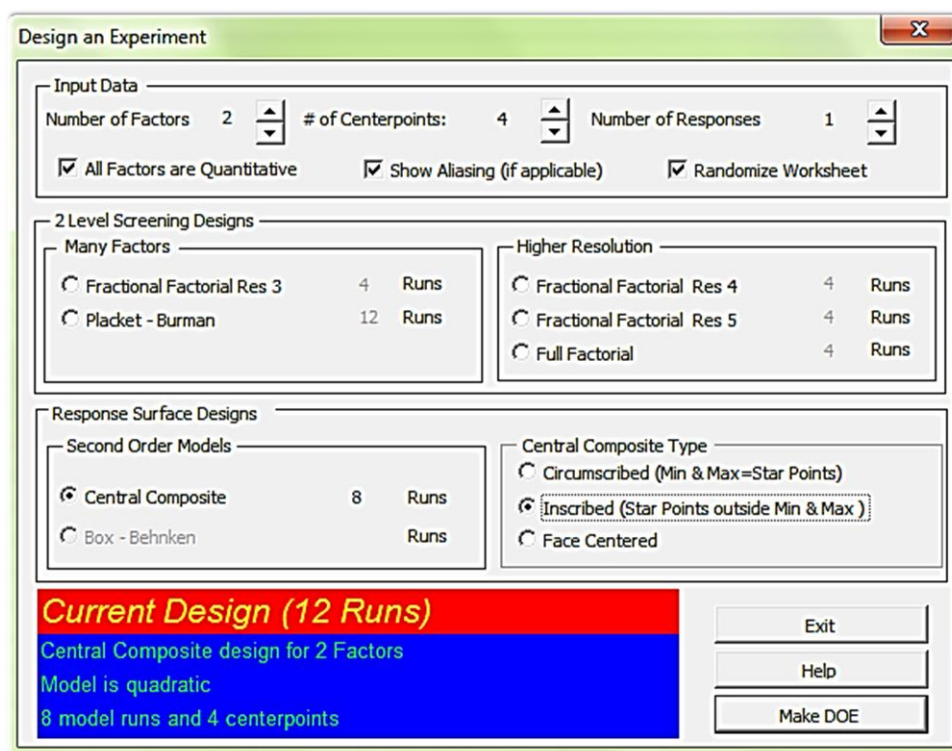 Design an Experiment
Input Data
Number of Factors 2 # of Centerpoints: 4 Number of Responses 1
All Factors are Quantitative Show Aliasing (if applicable) Randomize Worksheet
2 Level Screening Designs
Many Factors
Fractional Factorial Res 3 4 Runs
Placket - Burman 12 Runs
Higher Resolution
Fractional Factorial Res 4 4 Runs
Fractional Factorial Res 5 4 Runs
Full Factorial 4 Runs
Response Surface Designs
Second Order Models
Central Composite 8 Runs
Box - Behnken Runs
Central Composite Type
Circumscribed (Min & Max=Star Points)
Inscribed (Star Points outside Min & Max )
Face Centered
Current Design (12 Runs)
Central Composite design for 2 Factors
Model is quadratic
8 model runs and 4 centerpoints
Exit
Help
Make DOE